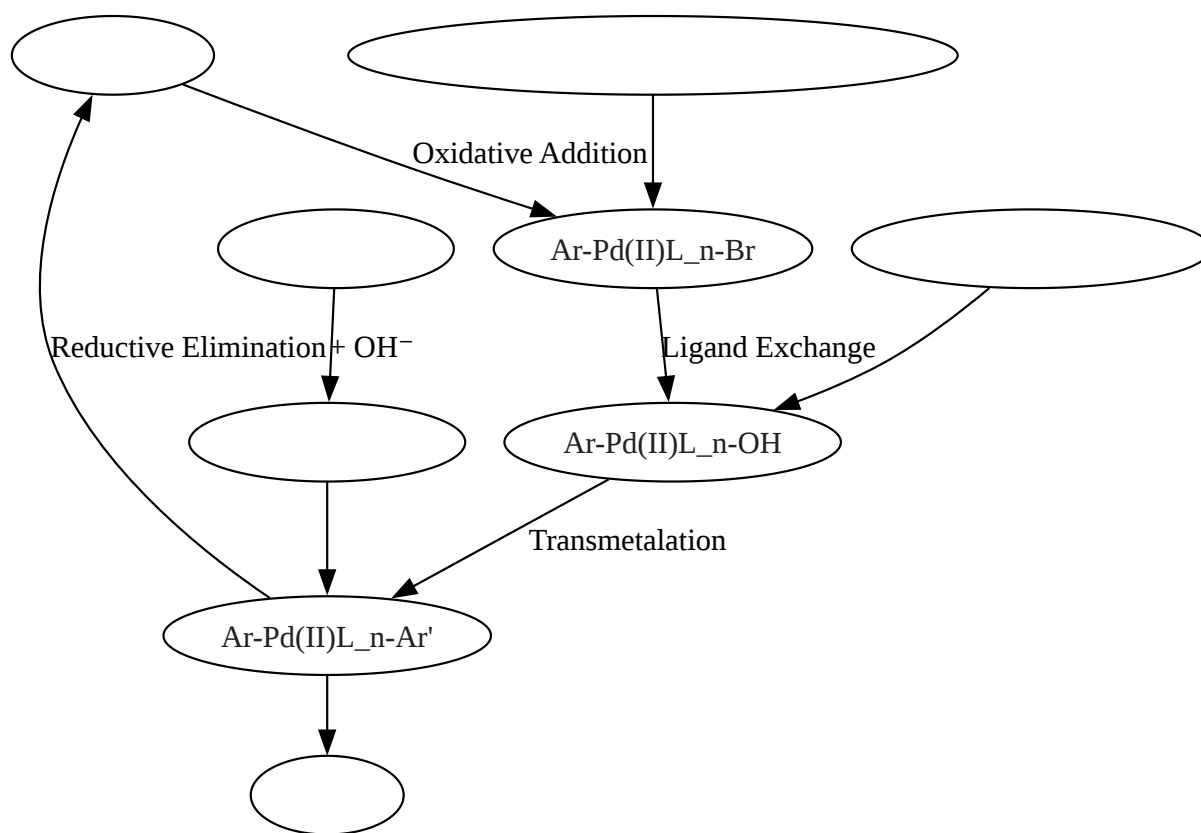 Oxidative Addition
Ar-Pd(II)L_n-Br
Reductive Elimination
+ OH⁻
Ligand Exchange
Ar-Pd(II)L_n-OH
Transmetalation
Ar-Pd(II)L_n-Ar'